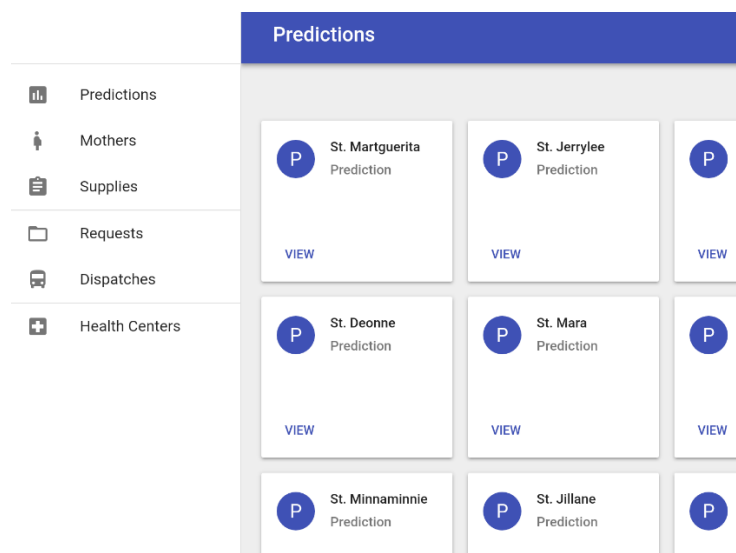 Predictions
Predictions
Mothers
Supplies
Requests
Dispatches
Health Centers
P
St. Martguerita
Prediction
VIEW
P
St. Jerrylee
Prediction
VIEW
P
VIEW
P
St. Deonne
Prediction
VIEW
P
St. Mara
Prediction
VIEW
P
VIEW
P
St. Minnaminnie
Prediction
P
St. Jillane
Prediction
P